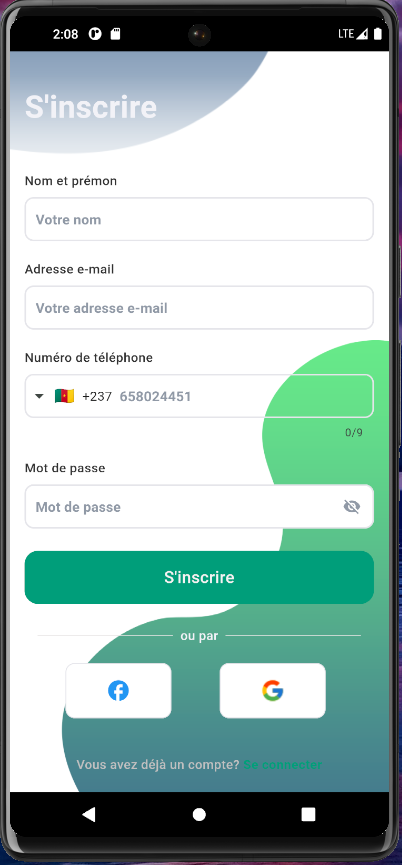 2:08 LTE
S'inscrire
Nom et prémon
Votre nom
Adresse e-mail
Votre adresse e-mail
Numéro de téléphone
+237 658024451
0/9
Mot de passe
Mot de passe
S'inscrire
ou par
Vous avez déjà un compte? Se connecter